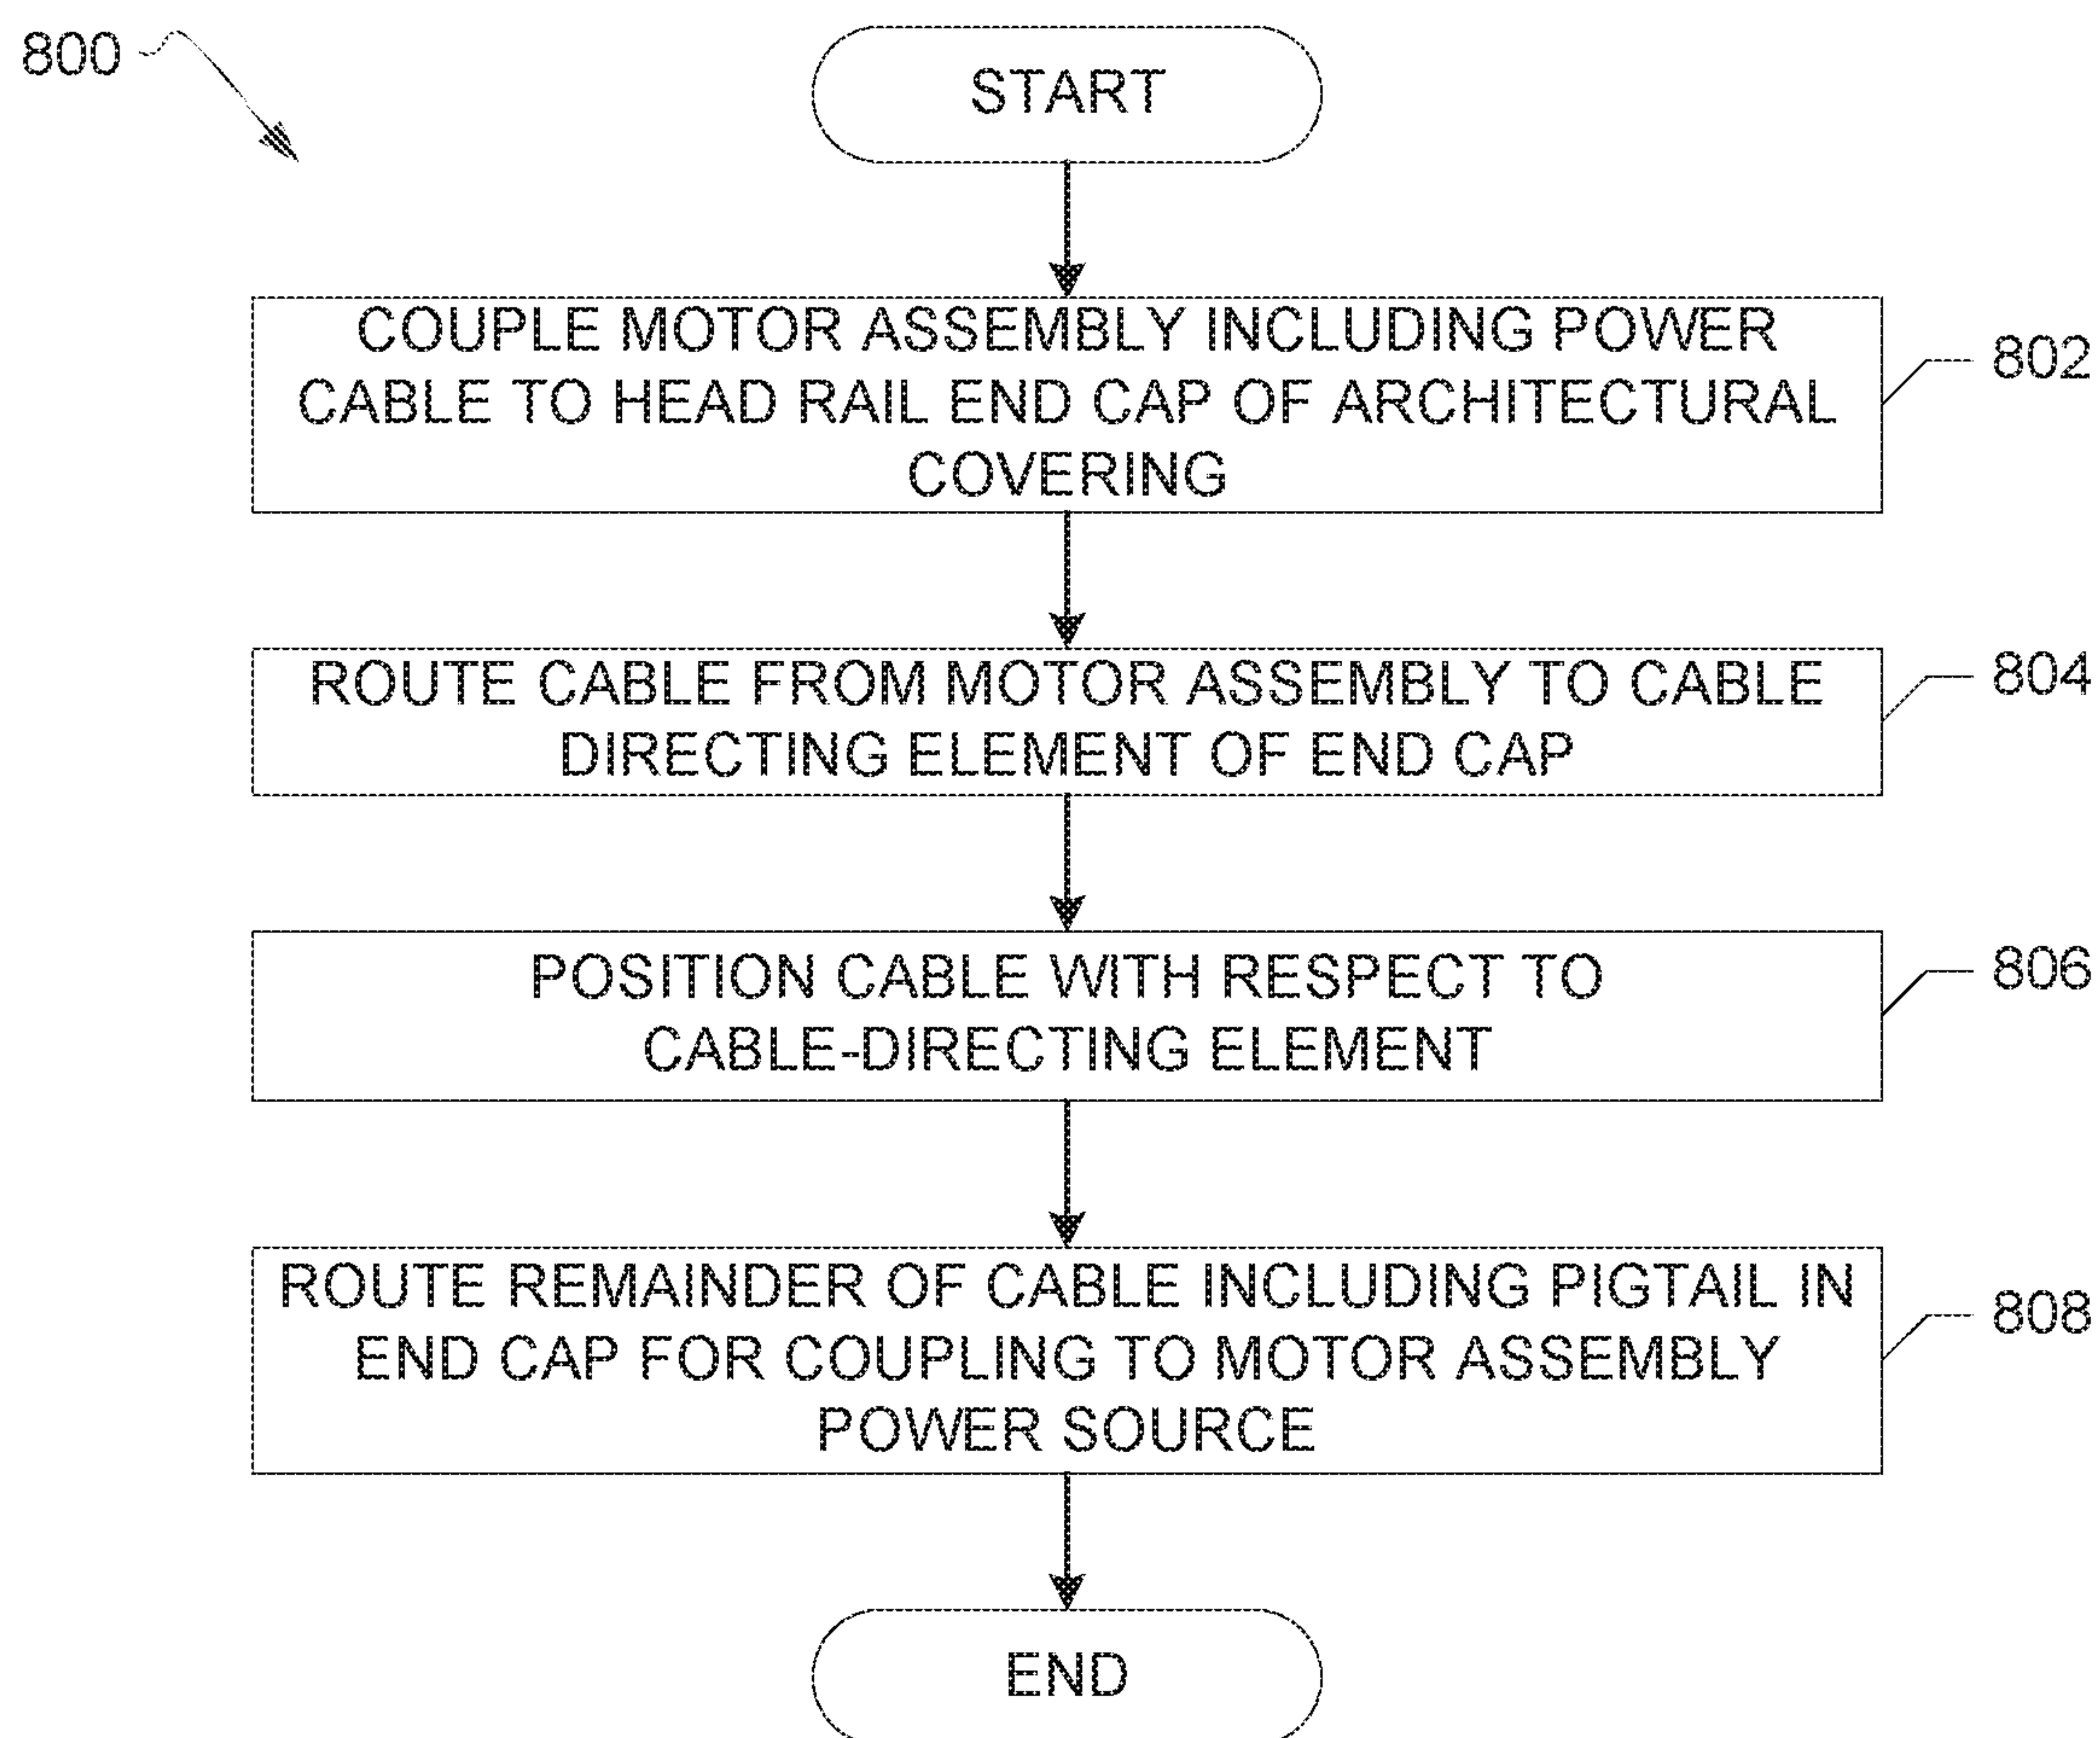 800
START
COUPLE MOTOR ASSEMBLY INCLUDING POWER
CABLE TO HEAD RAIL END CAP OF ARCHITECTURAL
COVERING
802
ROUTE CABLE FROM MOTOR ASSEMBLY TO CABLE
DIRECTING ELEMENT OF END CAP
804
POSITION CABLE WITH RESPECT TO
CABLE-DIRECTING ELEMENT
806
ROUTE REMAINDER OF CABLE INCLUDING PIGTAIL IN
END CAP FOR COUPLING TO MOTOR ASSEMBLY
POWER SOURCE
808
END